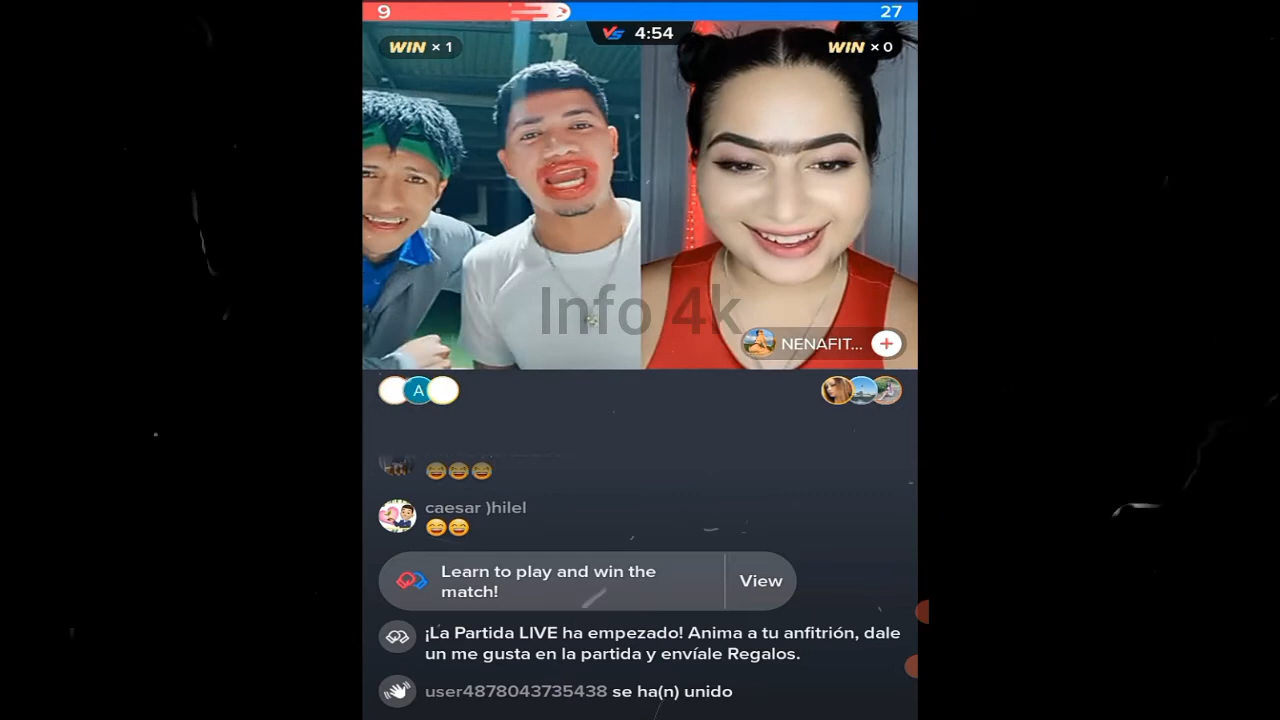 9
27
VS 4:54
WIN × 1
WIN × 0
Info 4k
NENAFIT...
A
caesar )hilel
Learn to play and win the
match!
View
¡La Partida LIVE ha empezado! Anima a tu anfitrión, dale
un me gusta en la partida y envíale Regalos.
user4878043735438 se ha(n) unido